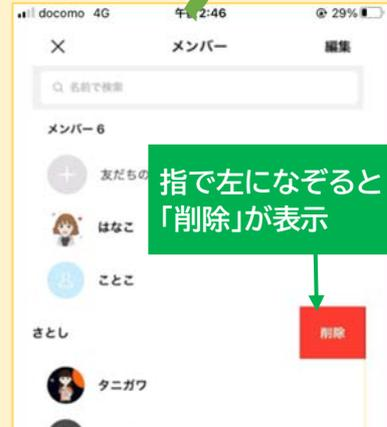 docomo 4G 2:46 29%
メンバー 編集
名前で検索
メンバー 6
友だちの
指で左になぞると
「削除」が表示
はなこ
ことこ
さとし 削除
タニガワ